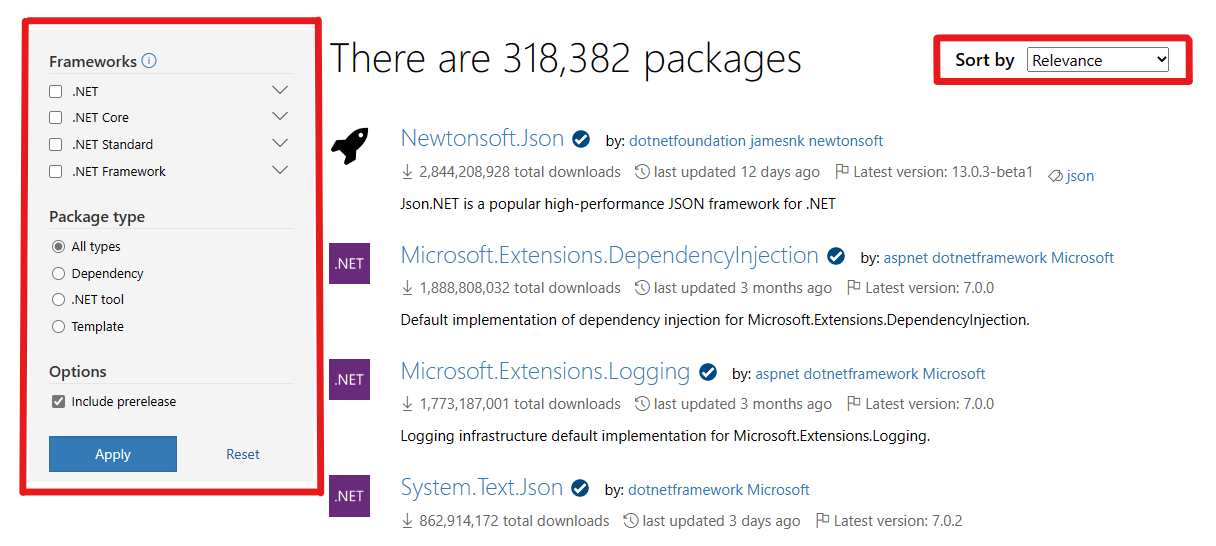 Frameworks
.NET
.NET Core
.NET Standard
.NET Framework
Package type
All types
Dependency
.NET tool
Template
Options
Include prerelease
Apply Reset
There are 318,382 packages
Sort by Relevance
Newtonsoft.Json by: dotnetfoundation jamesnk newtonsoft
2,844,208,928 total downloads last updated 12 days ago Latest version: 13.0.3-beta1 json
Json.NET is a popular high-performance JSON framework for .NET
.NET
Microsoft.Extensions.DependencyInjection by: aspnet dotnetframework Microsoft
1,888,808,032 total downloads last updated 3 months ago Latest version: 7.0.0
Default implementation of dependency injection for Microsoft.Extensions.DependencyInjection.
.NET
Microsoft.Extensions.Logging by: aspnet dotnetframework Microsoft
1,773,187,001 total downloads last updated 3 months ago Latest version: 7.0.0
Logging infrastructure default implementation for Microsoft.Extensions.Logging.
.NET
System.Text.Json by: dotnetframework Microsoft
862,914,172 total downloads last updated 3 days ago Latest version: 7.0.2